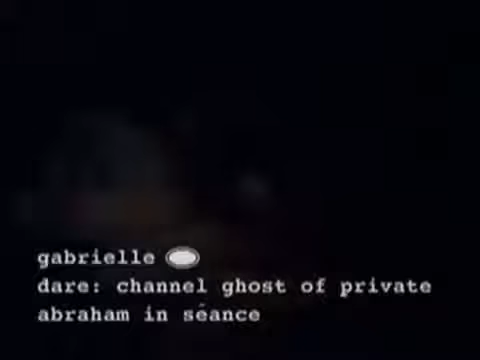 gabrielle
dare: channel ghost of private
abraham in séance